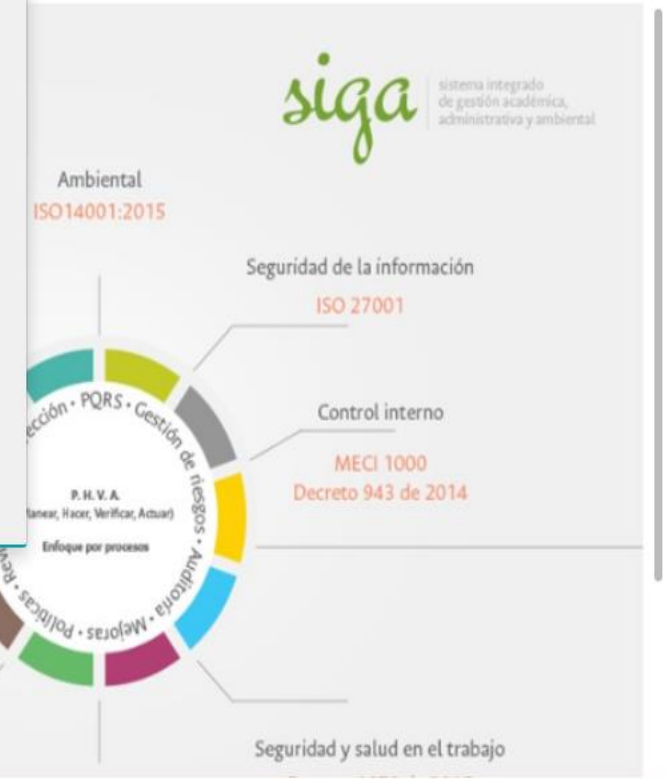 siga
sistema integrado
de gestión académica,
administrativa y ambiental
Ambiental
ISO14001:2015
Seguridad de la información
ISO 27001
Control interno
MECI 1000
Decreto 943 de 2014
PQRS • Gestión de riesgos • Auditoría • Mejoras • Políticas •
P. H. V. A.
Hacer, Verificar, Actuar)
Enfoque por procesos
Seguridad y salud en el trabajo